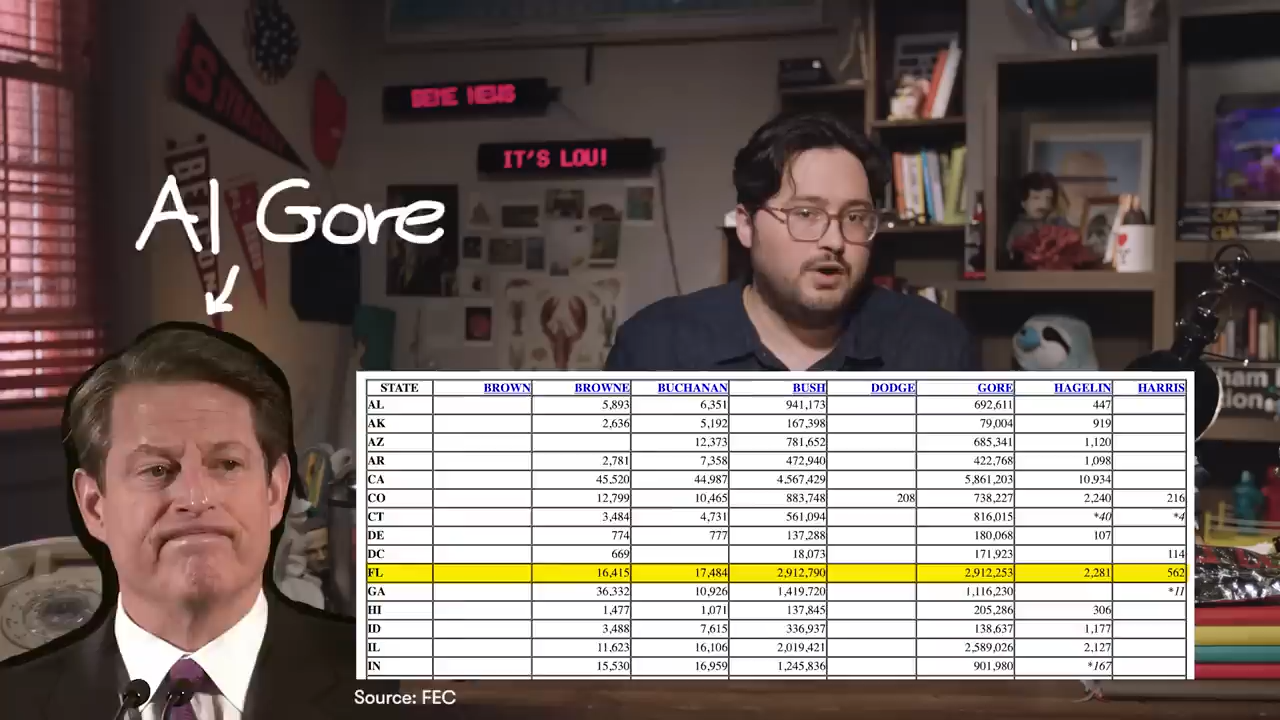 BEME NEWS
IT'S LOU!
Al Gore
STATE BROWN BROWNE BUCHANAN BUSH DODGE GORE HAGELIN HARRIS
AL 5,893 6,351 941,173 692,611 447
AK 2,636 5,192 167,398 79,004 919
AZ 12,373 781,652 685,341 1,120
AR 2,781 7,358 472,940 422,768 1,098
CA 45,520 44,987 4,567,429 5,861,203 10,934
CO 12,799 10,465 883,748 208 738,227 2,240 216
CT 3,484 4,731 561,094 816,015 *40 *4
DE 774 777 137,288 180,068 107
DC 669 18,073 171,923 114
FL 16,415 17,484 2,912,790 2,912,253 2,281 562
GA 36,332 10,926 1,419,720 1,116,230 *11
HI 1,477 1,071 137,845 205,286 306
ID 3,488 7,615 336,937 138,637 1,177
IL 11,623 16,106 2,019,421 2,589,026 2,127
IN 15,530 16,959 1,245,836 901,980 *167
Source: FEC